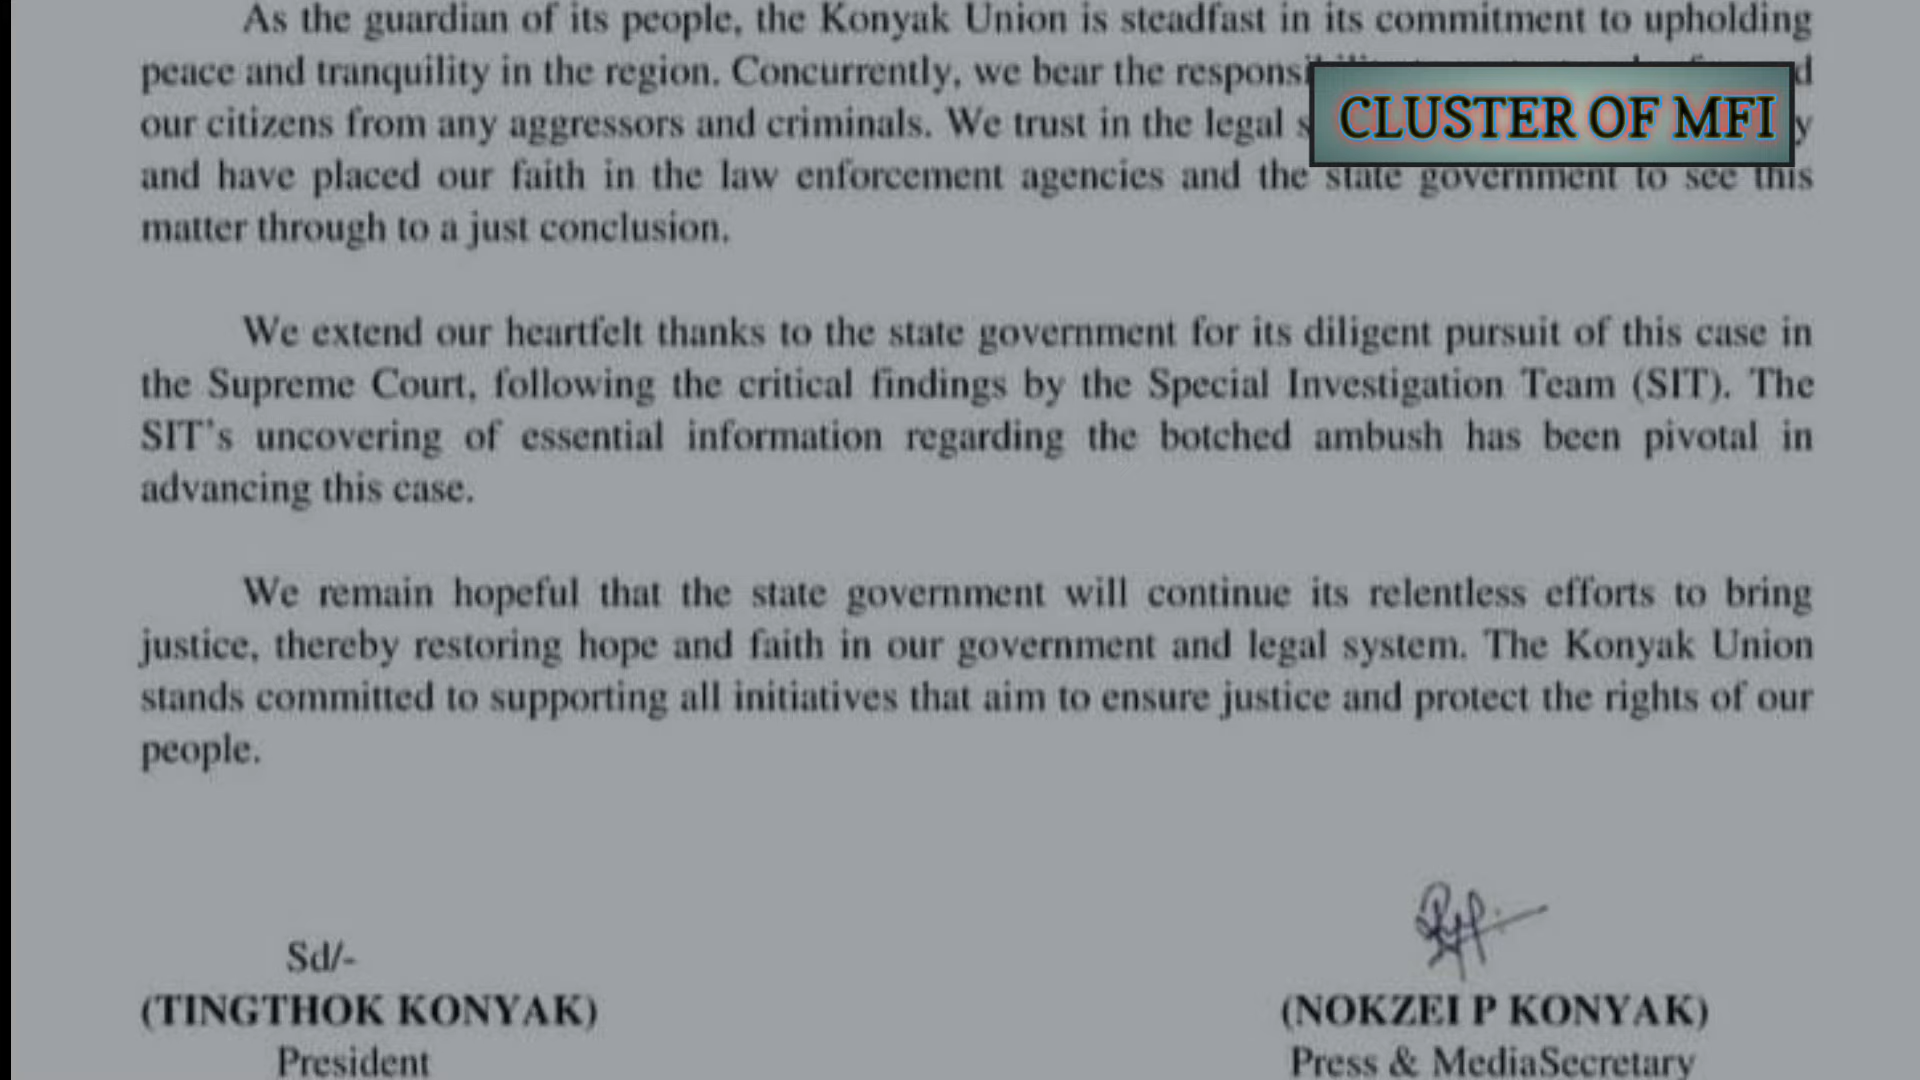 As the guardian of its people, the Konyak Union is steadfast in its commitment to upholding
peace and tranquility in the region. Concurrently, we bear the
our citizens from any aggressors and criminals. We trust in the legal
CLUSTER OF MFI
and have placed our faith in the law enforcement agencies and the state government to see this
matter through to a just conclusion.
We extend our heartfelt thanks to the state government for its diligent pursuit of this case in
the Supreme Court, following the critical findings by the Special Investigation Team (SIT). The
SIT's uncovering of essential information regarding the botched ambush has been pivotal in
advancing this case.
We remain hopeful that the state government will continue its relentless efforts to bring
justice, thereby restoring hope and faith in our government and legal system. The Konyak Union
stands committed to supporting all initiatives that aim to ensure justice and protect the rights of our
people.
Sd/-
(TINGTHOK KONYAK)
President
(NOKZEI P KONYAK)
Press & MediaSecretary